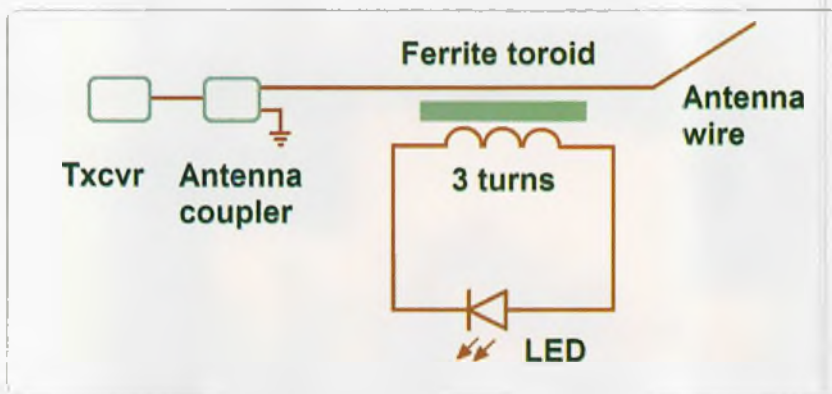 Ferrite toroid
Antenna
wire
Txcvr
Antenna
coupler
3 turns
LED